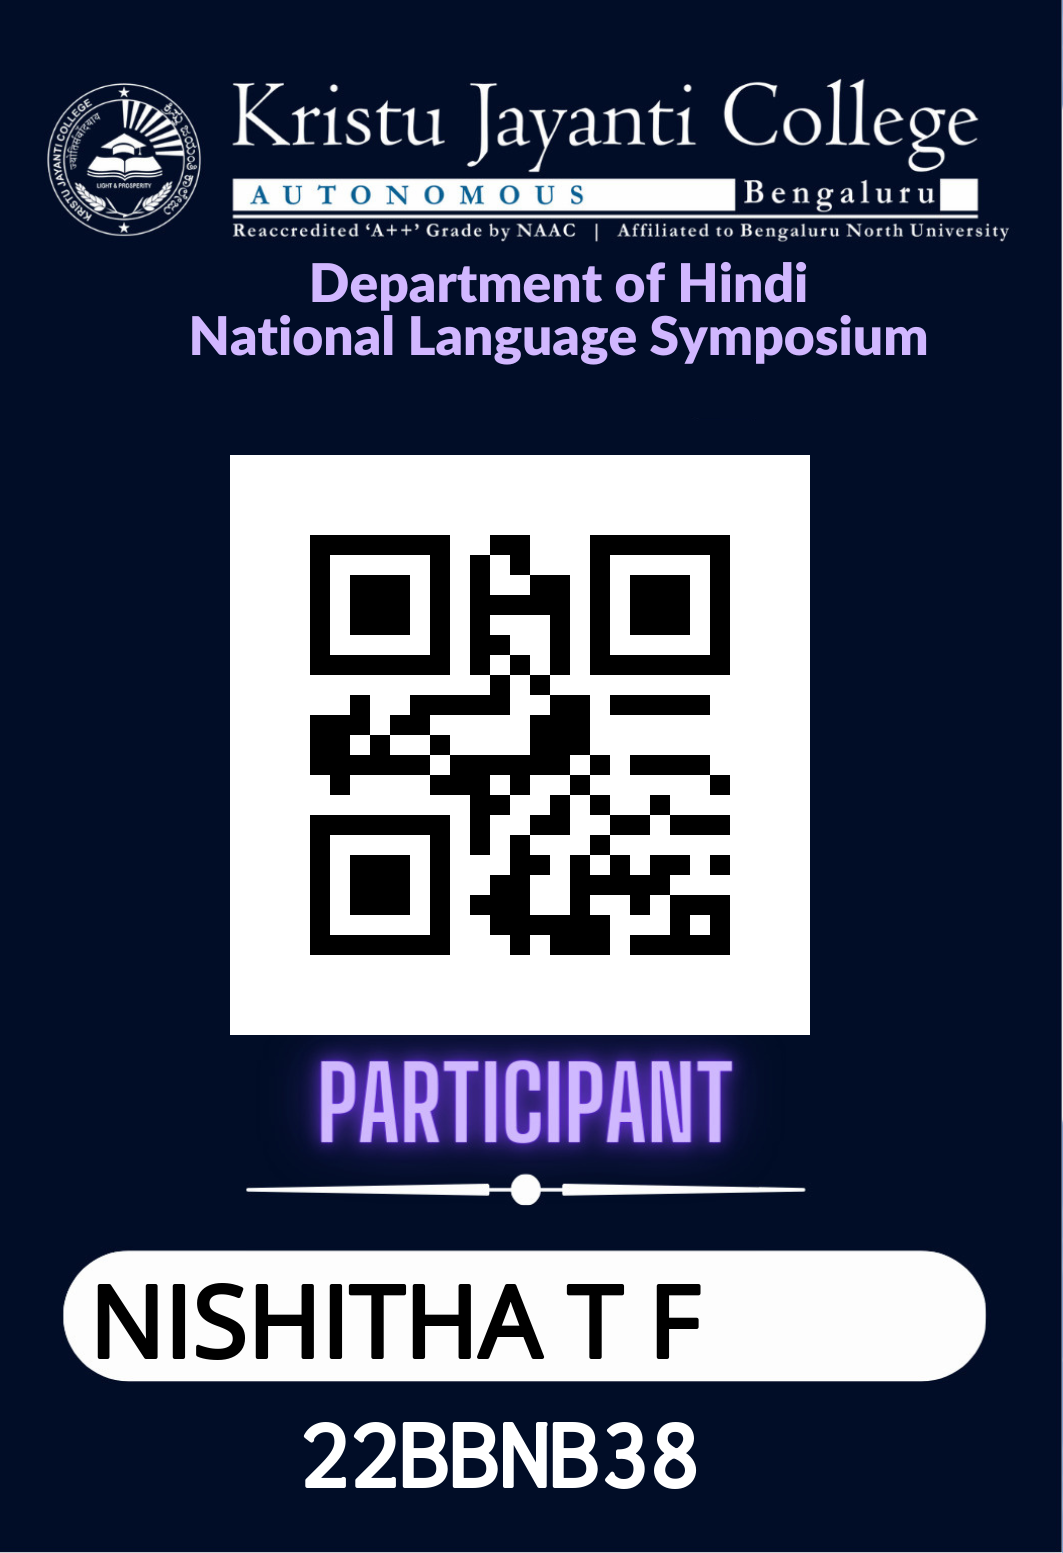 KRISTU JAYANTI COLLEGE
LIGHT & PROSPERITY
Kristu Jayanti College
AUTONOMOUS Bengaluru
Reaccredited ‘A++’ Grade by NAAC | Affiliated to Bengaluru North University
Department of Hindi
National Language Symposium
PARTICIPANT
NISHITHA T F
22BBNB38